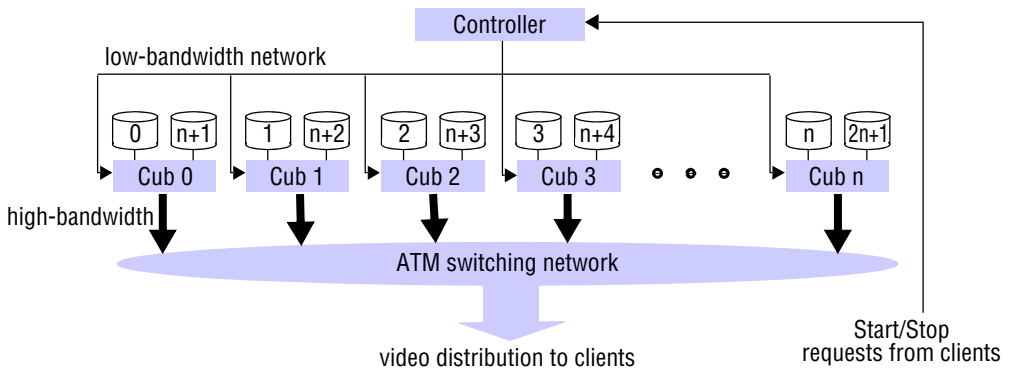 Controller
low-bandwidth network
0 n+1 1 n+2 2 n+3 3 n+4 n 2n+1
Cub 0 Cub 1 Cub 2 Cub 3 Cub n
high-bandwidth
ATM switching network
Start/Stop
requests from clients
video distribution to clients